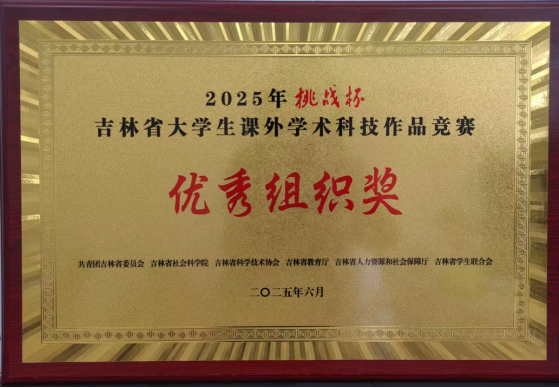 2025年 挑战杯
吉林省大学生课外学术科技作品竞赛
优秀组织奖
共青团吉林省委员会 吉林省社会科学院 吉林省科学技术协会 吉林省教育厅 吉林省人力资源和社会保障厅 吉林省学生联合会
二〇二五年六月